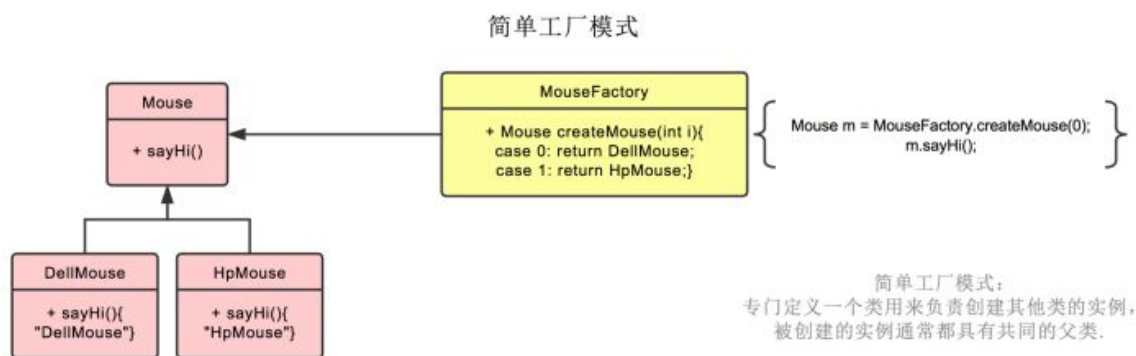 简单工厂模式
Mouse
+ sayHi()
MouseFactory
+ Mouse createMouse(int i){
case 0: return DellMouse;
case 1: return HpMouse;}
Mouse m = MouseFactory.createMouse(0);
m.sayHi();
DellMouse
+ sayHi(){
"DellMouse"}
HpMouse
+ sayHi(){
"HpMouse"}
简单工厂模式：
专门定义一个类用来负责创建其他类的实例，
被创建的实例通常都具有共同的父类.